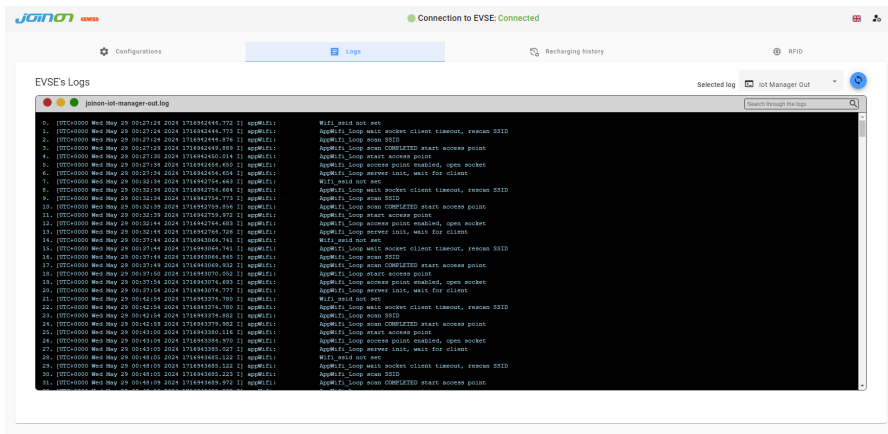 JOINON GEWISS
Connection to EVSE: Connected
Configurations
Logs
Recharging history
RFID
EVSE's Logs
Selected log
Iot Manager Out
joinon-iot-manager-out.log
Search through the logs
0. [UTC+0000 Wed May 29 00:27:24 2024 1716942444.772 I] appWifi: Wifi_ssid not set
1. [UTC+0000 Wed May 29 00:27:24 2024 1716942444.773 I] appWifi: AppWifi_Loop wait socket client timeout, rescan SSID
2. [UTC+0000 Wed May 29 00:27:24 2024 1716942444.876 I] appWifi: AppWifi_Loop scan SSID
3. [UTC+0000 Wed May 29 00:27:29 2024 1716942449.889 I] appWifi: AppWifi_Loop scan COMPLETED start access point
4. [UTC+0000 Wed May 29 00:27:30 2024 1716942450.014 I] appWifi: AppWifi_Loop start access point
5. [UTC+0000 Wed May 29 00:27:34 2024 1716942454.650 I] appWifi: AppWifi_Loop access point enabled, open socket
6. [UTC+0000 Wed May 29 00:27:34 2024 1716942454.654 I] appWifi: AppWifi_Loop server init, wait for client
7. [UTC+0000 Wed May 29 00:32:34 2024 1716942754.663 I] appWifi: Wifi_ssid not set
8. [UTC+0000 Wed May 29 00:32:34 2024 1716942754.664 I] appWifi: AppWifi_Loop wait socket client timeout, rescan SSID
9. [UTC+0000 Wed May 29 00:32:34 2024 1716942754.773 I] appWifi: AppWifi_Loop scan SSID
10. [UTC+0000 Wed May 29 00:32:39 2024 1716942759.856 I] appWifi: AppWifi_Loop scan COMPLETED start access point
11. [UTC+0000 Wed May 29 00:32:39 2024 1716942759.972 I] appWifi: AppWifi_Loop start access point
12. [UTC+0000 Wed May 29 00:32:44 2024 1716942764.683 I] appWifi: AppWifi_Loop access point enabled, open socket
13. [UTC+0000 Wed May 29 00:32:44 2024 1716942764.726 I] appWifi: AppWifi_Loop server init, wait for client
14. [UTC+0000 Wed May 29 00:37:44 2024 1716943064.741 I] appWifi: Wifi_ssid not set
15. [UTC+0000 Wed May 29 00:37:44 2024 1716943064.741 I] appWifi: AppWifi_Loop wait socket client timeout, rescan SSID
16. [UTC+0000 Wed May 29 00:37:44 2024 1716943064.845 I] appWifi: AppWifi_Loop scan SSID
17. [UTC+0000 Wed May 29 00:37:49 2024 1716943069.932 I] appWifi: AppWifi_Loop scan COMPLETED start access point
18. [UTC+0000 Wed May 29 00:37:50 2024 1716943070.052 I] appWifi: AppWifi_Loop start access point
19. [UTC+0000 Wed May 29 00:37:54 2024 1716943074.693 I] appWifi: AppWifi_Loop access point enabled, open socket
20. [UTC+0000 Wed May 29 00:37:54 2024 1716943074.777 I] appWifi: AppWifi_Loop server init, wait for client
21. [UTC+0000 Wed May 29 00:42:54 2024 1716943374.780 I] appWifi: Wifi_ssid not set
22. [UTC+0000 Wed May 29 00:42:54 2024 1716943374.780 I] appWifi: AppWifi_Loop wait socket client timeout, rescan SSID
23. [UTC+0000 Wed May 29 00:42:54 2024 1716943374.882 I] appWifi: AppWifi_Loop scan SSID
24. [UTC+0000 Wed May 29 00:42:59 2024 1716943379.982 I] appWifi: AppWifi_Loop scan COMPLETED start access point
25. [UTC+0000 Wed May 29 00:43:00 2024 1716943380.116 I] appWifi: AppWifi_Loop start access point
26. [UTC+0000 Wed May 29 00:43:04 2024 1716943384.970 I] appWifi: AppWifi_Loop access point enabled, open socket
27. [UTC+0000 Wed May 29 00:43:05 2024 1716943385.027 I] appWifi: AppWifi_Loop server init, wait for client
28. [UTC+0000 Wed May 29 00:48:05 2024 1716943685.122 I] appWifi: Wifi_ssid not set
29. [UTC+0000 Wed May 29 00:48:05 2024 1716943685.122 I] appWifi: AppWifi_Loop wait socket client timeout, rescan SSID
30. [UTC+0000 Wed May 29 00:48:05 2024 1716943685.223 I] appWifi: AppWifi_Loop scan SSID
31. [UTC+0000 Wed May 29 00:48:09 2024 1716943689.972 I] appWifi: AppWifi_Loop scan COMPLETED start access point